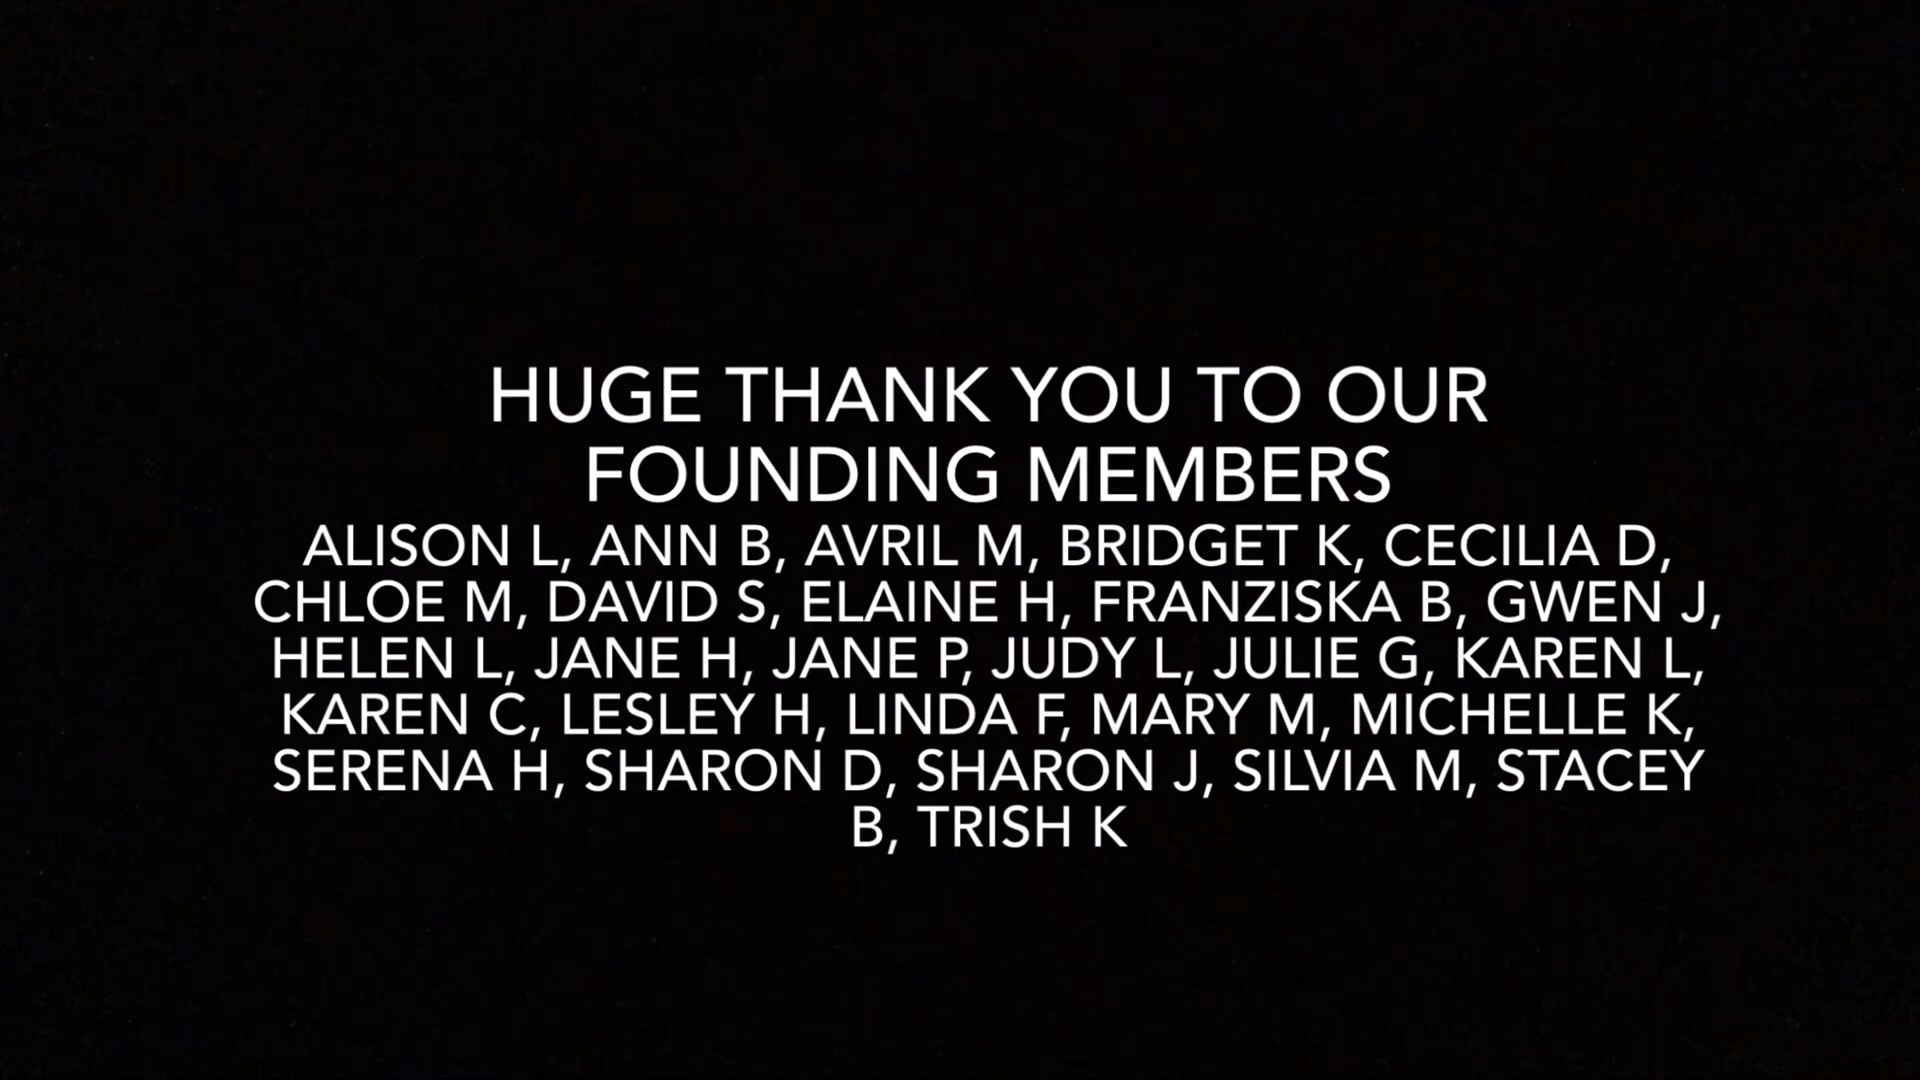 HUGE THANK YOU TO OUR
FOUNDING MEMBERS
ALISON L, ANN B, AVRIL M, BRIDGET K, CECILIA D,
CHLOE M, DAVID S, ELAINE H, FRANZISKA B, GWEN J,
HELEN L, JANE H, JANE P, JUDY L, JULIE G, KAREN L,
KAREN C, LESLEY H, LINDA F, MARY M, MICHELLE K,
SERENA H, SHARON D, SHARON J, SILVIA M, STACEY
B, TRISH K